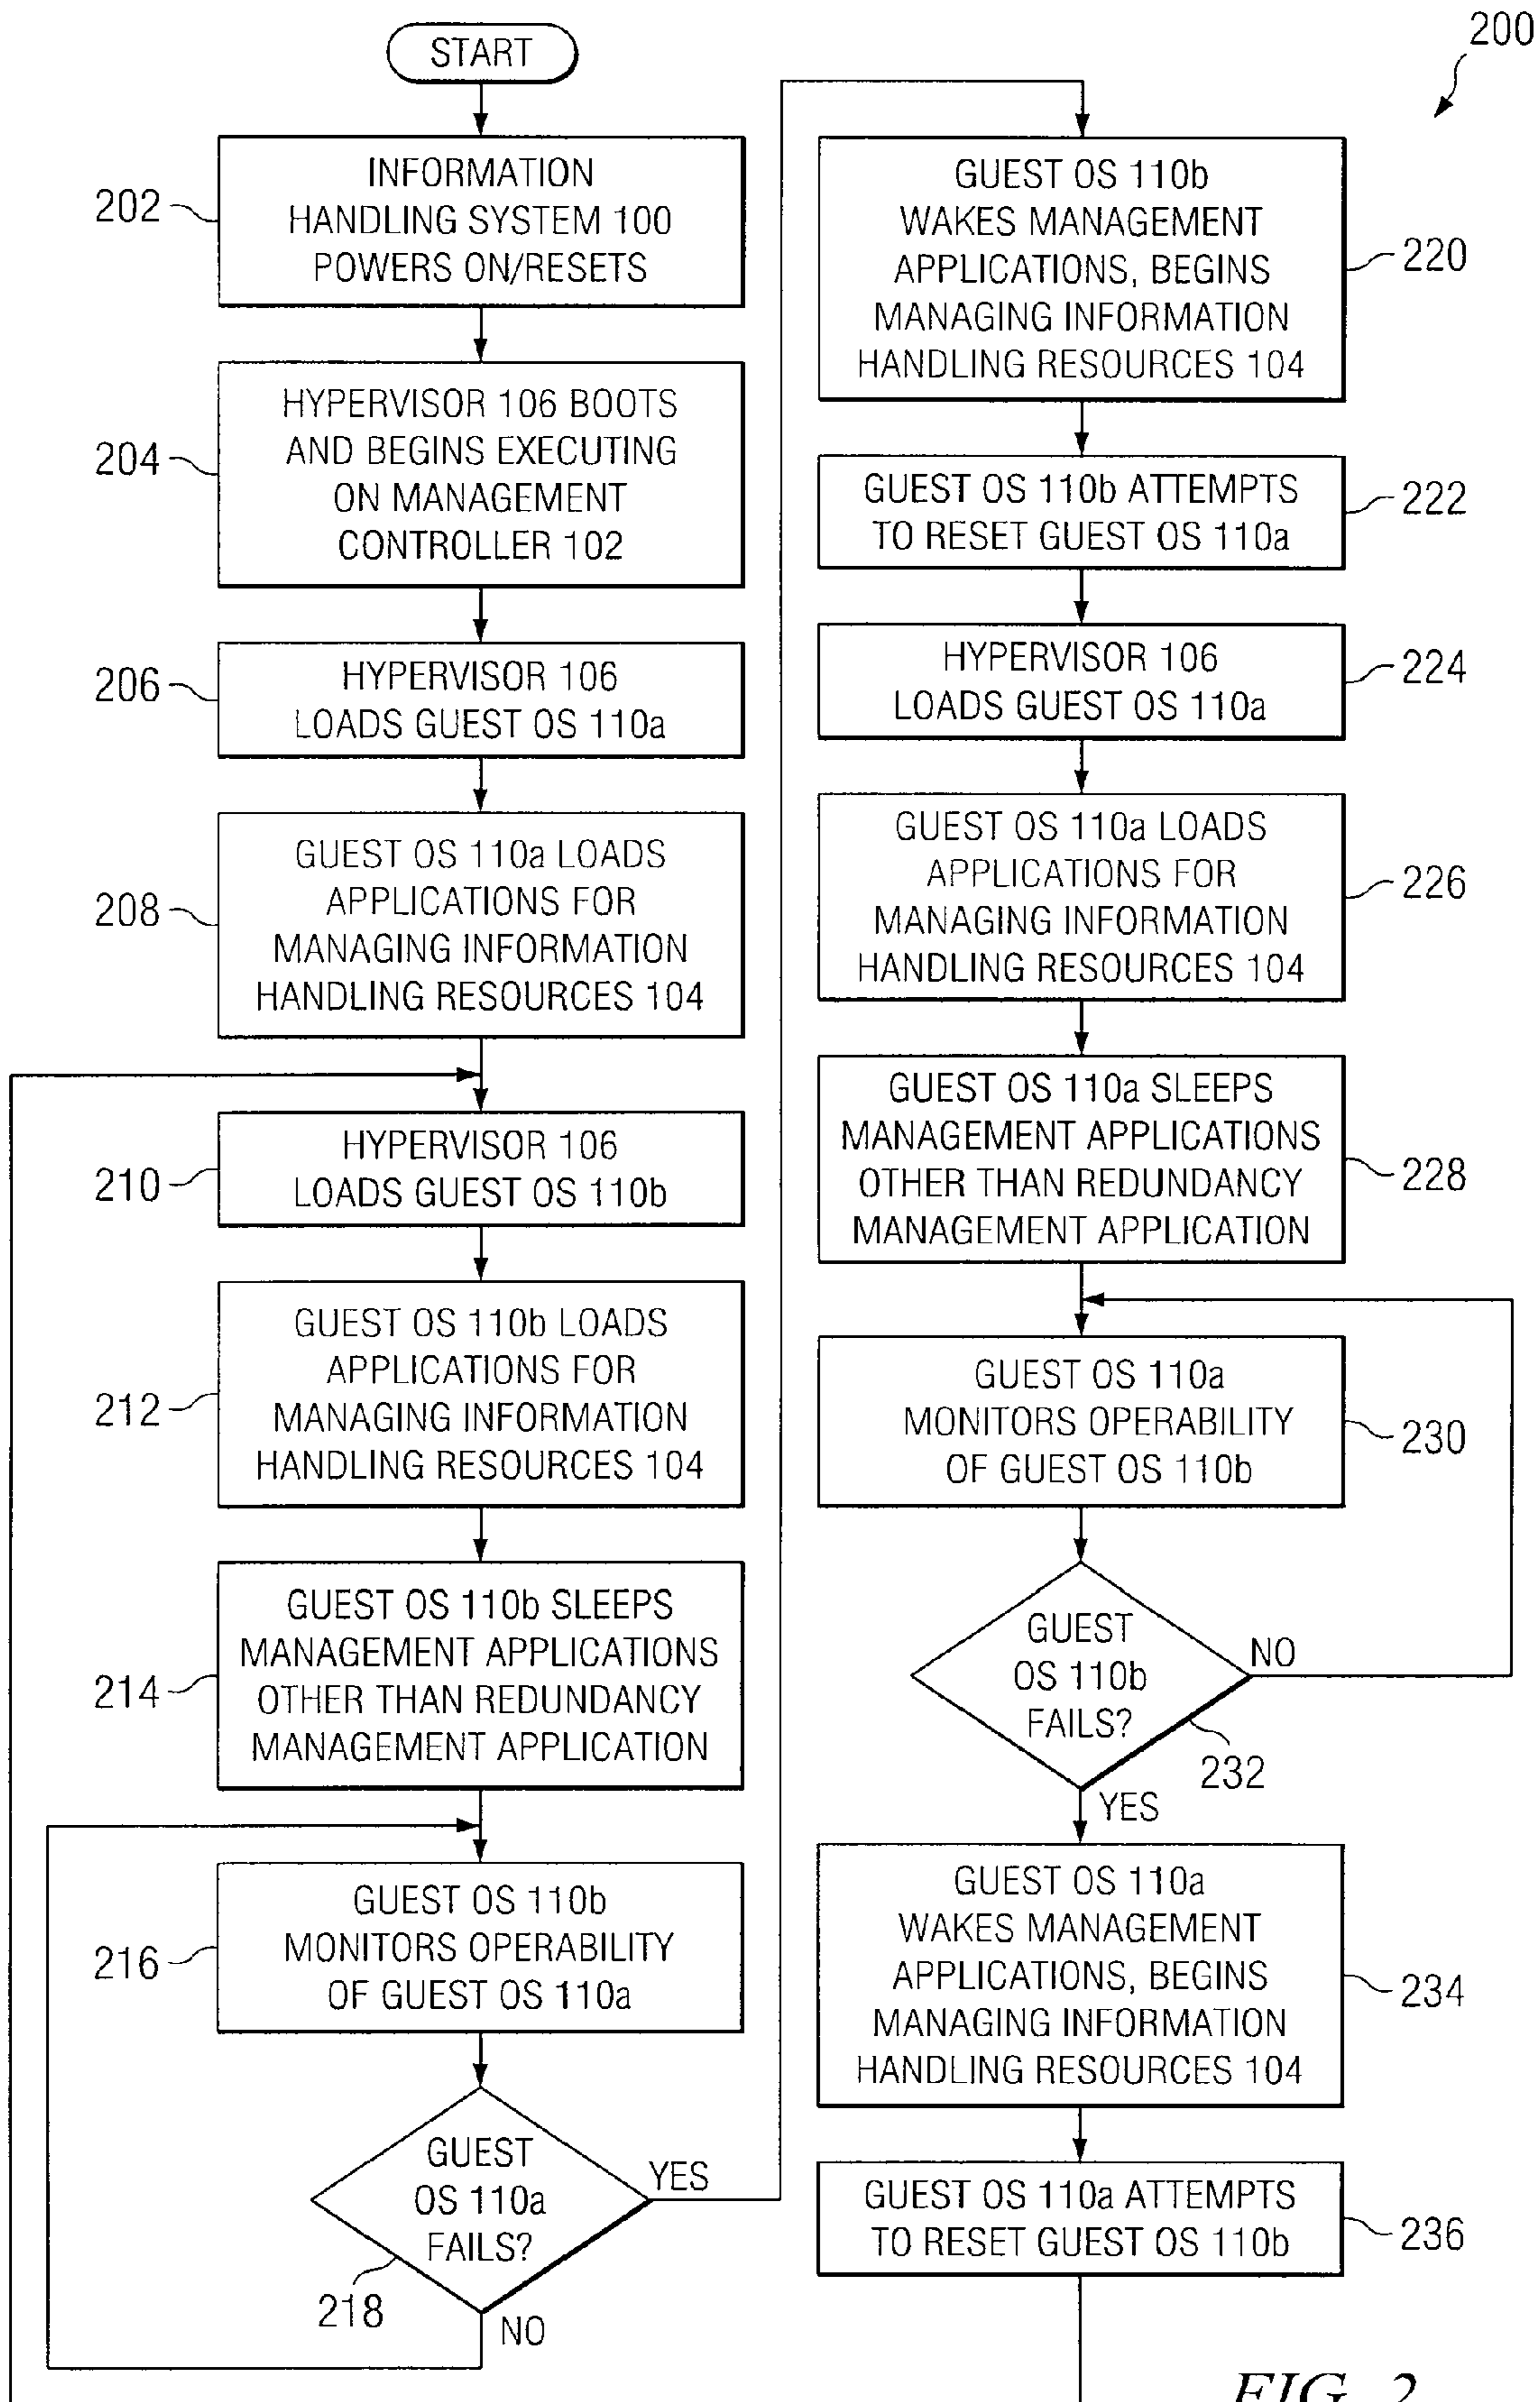 200
START
202
INFORMATION
HANDLING SYSTEM 100
POWERS ON/RESETS
204
HYPERVISOR 106 BOOTS
AND BEGINS EXECUTING
ON MANAGEMENT
CONTROLLER 102
206
HYPERVISOR 106
LOADS GUEST OS 110a
208
GUEST OS 110a LOADS
APPLICATIONS FOR
MANAGING INFORMATION
HANDLING RESOURCES 104
210
HYPERVISOR 106
LOADS GUEST OS 110b
212
GUEST OS 110b LOADS
APPLICATIONS FOR
MANAGING INFORMATION
HANDLING RESOURCES 104
214
GUEST OS 110b SLEEPS
MANAGEMENT APPLICATIONS
OTHER THAN REDUNDANCY
MANAGEMENT APPLICATION
216
GUEST OS 110b
MONITORS OPERABILITY
OF GUEST OS 110a
GUEST
OS 110a
FAILS?
YES
218
NO
GUEST OS 110b
WAKES MANAGEMENT
APPLICATIONS, BEGINS
MANAGING INFORMATION
HANDLING RESOURCES 104
220
GUEST OS 110b ATTEMPTS
TO RESET GUEST OS 110a
222
HYPERVISOR 106
LOADS GUEST OS 110a
224
GUEST OS 110a LOADS
APPLICATIONS FOR
MANAGING INFORMATION
HANDLING RESOURCES 104
226
GUEST OS 110a SLEEPS
MANAGEMENT APPLICATIONS
OTHER THAN REDUNDANCY
MANAGEMENT APPLICATION
228
GUEST OS 110a
MONITORS OPERABILITY
OF GUEST OS 110b
230
GUEST
OS 110b
FAILS?
NO
232
YES
GUEST OS 110a
WAKES MANAGEMENT
APPLICATIONS, BEGINS
MANAGING INFORMATION
HANDLING RESOURCES 104
234
GUEST OS 110a ATTEMPTS
TO RESET GUEST OS 110b
236
FIG. 2